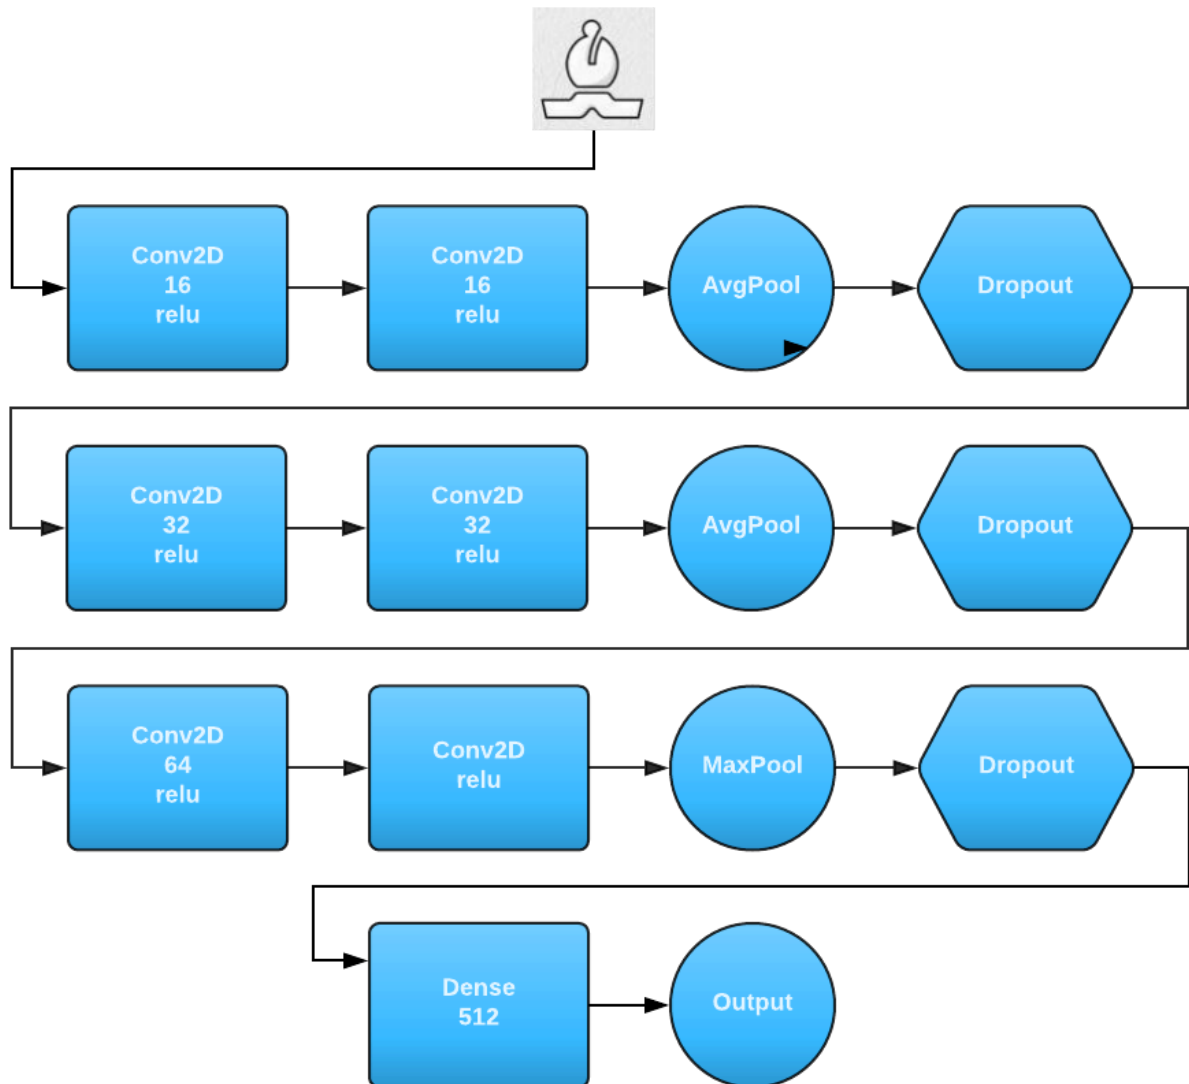 Conv2D
16
relu
Conv2D
16
relu
AvgPool
Dropout
Conv2D
32
relu
Conv2D
32
relu
AvgPool
Dropout
Conv2D
64
relu
Conv2D
relu
MaxPool
Dropout
Dense
512
Output